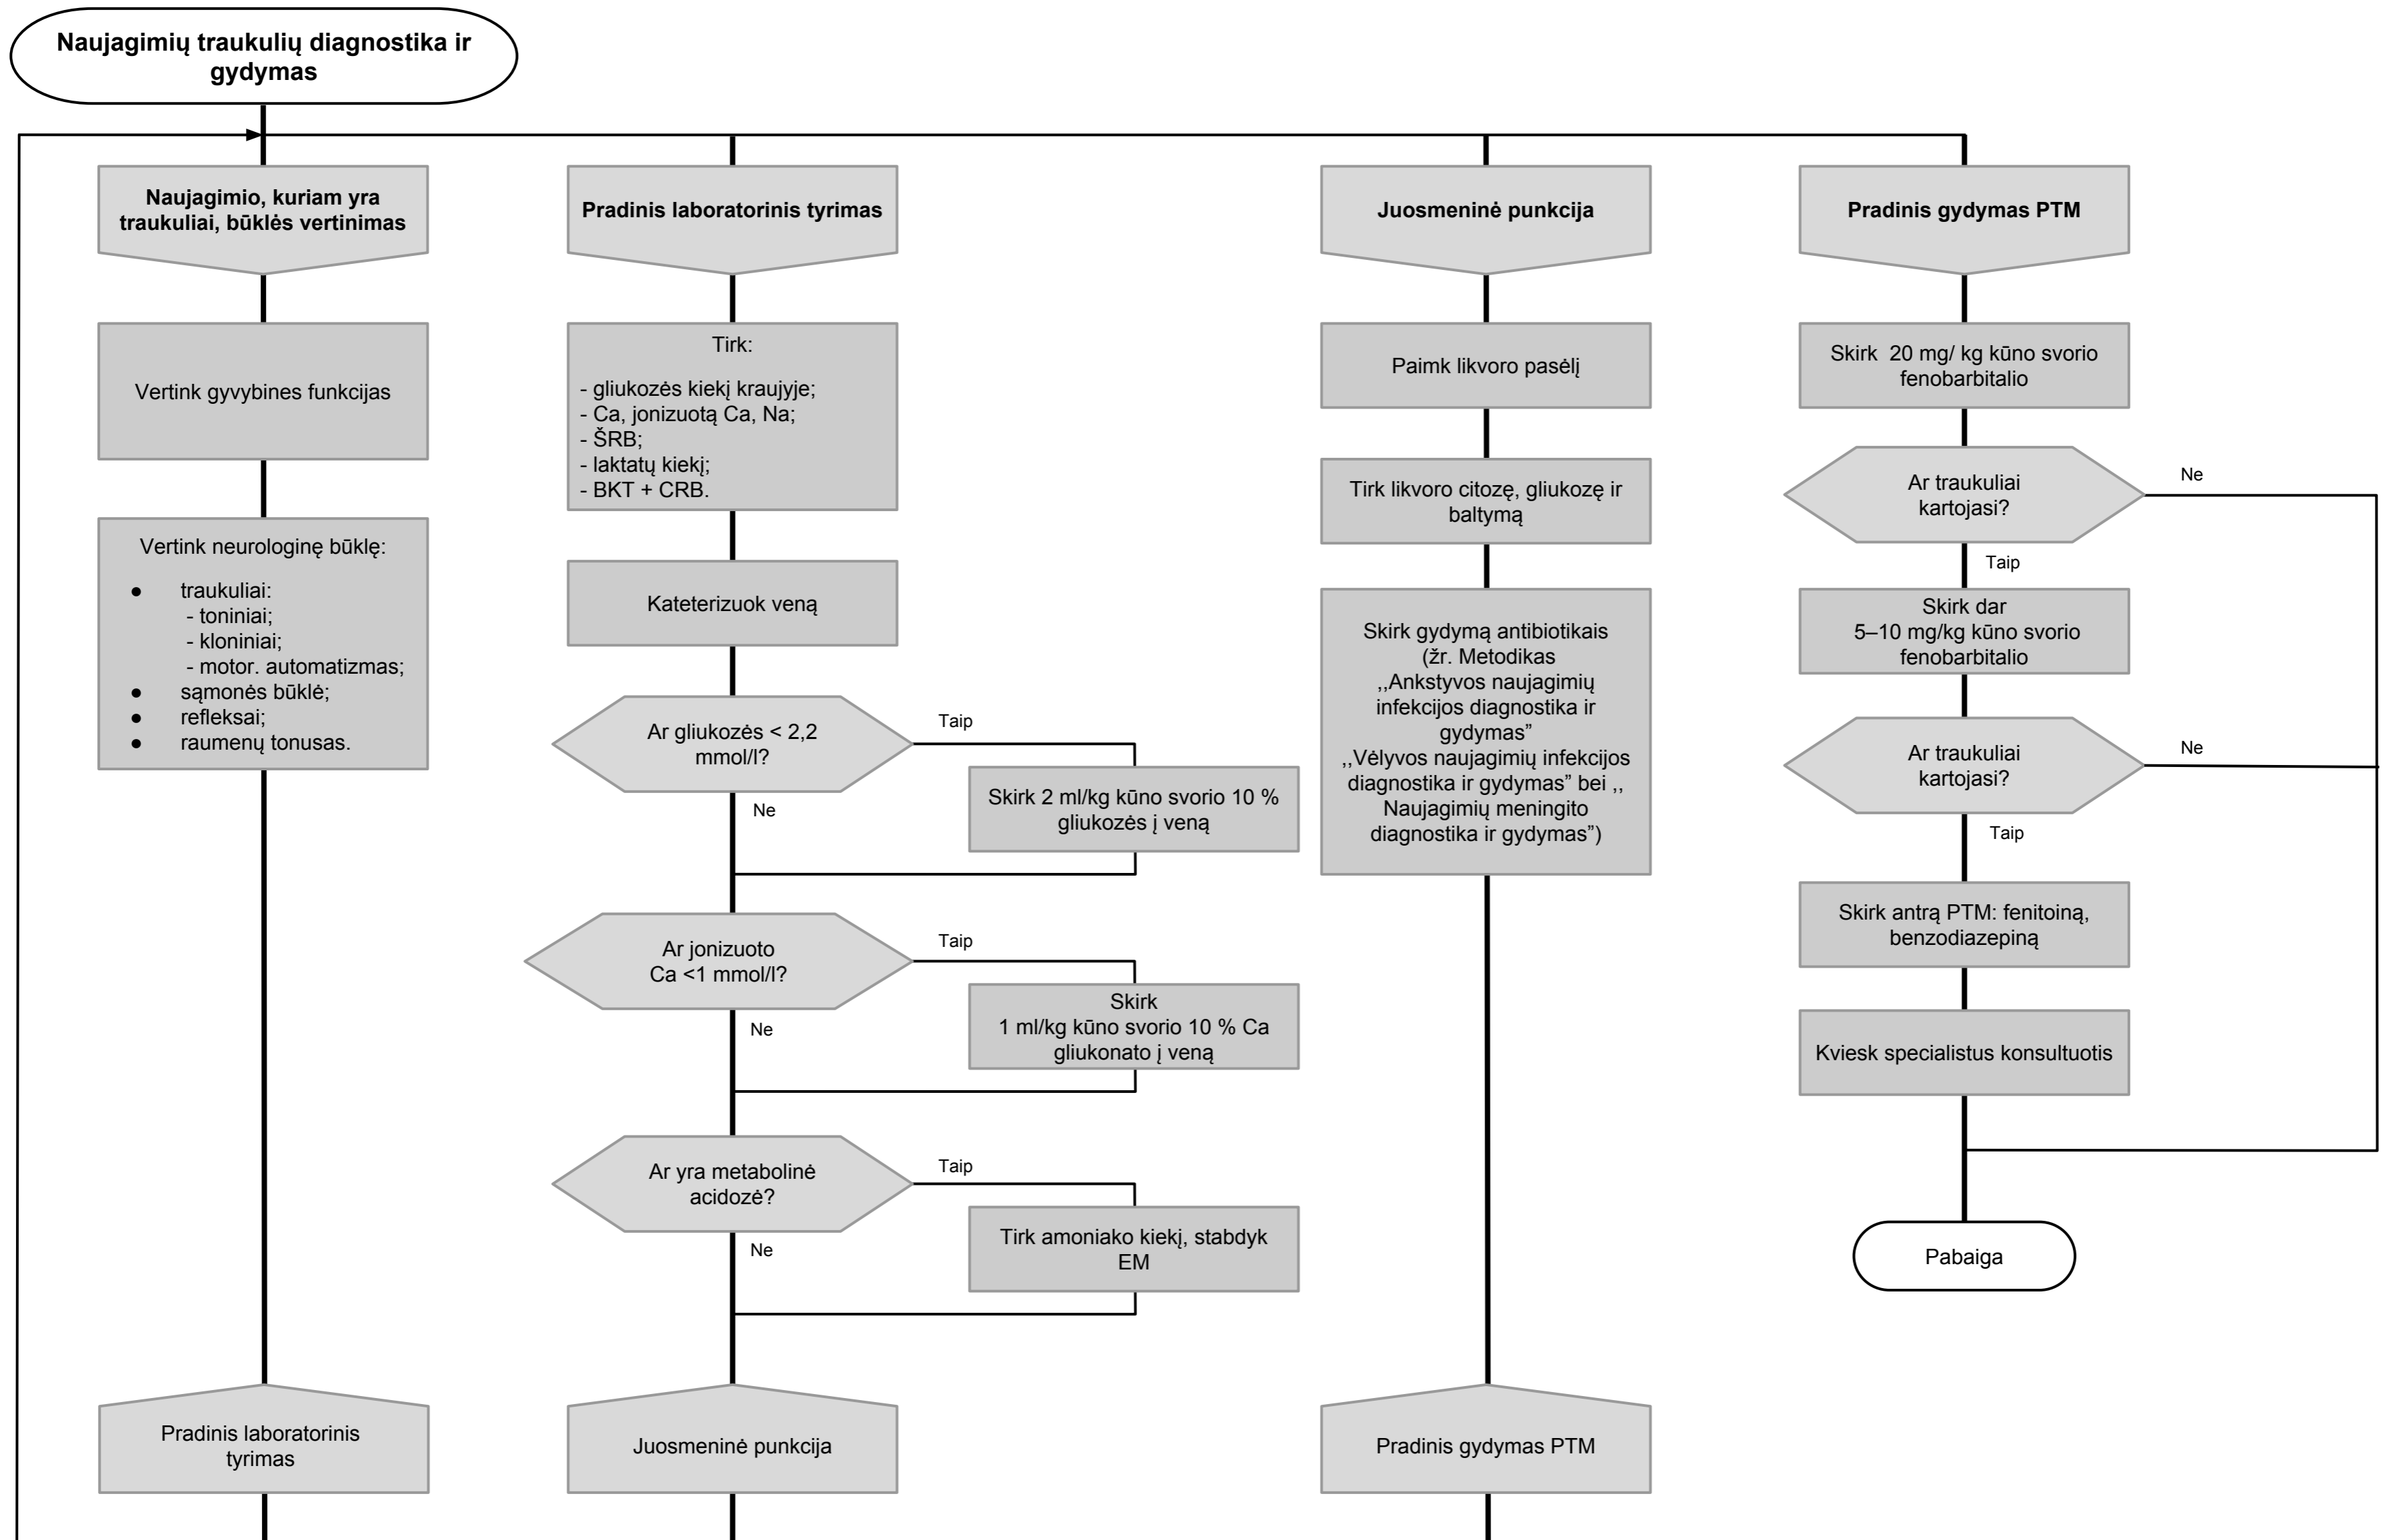 Naujagimių traukulių diagnostika ir
gydymas
Naujagimio, kuriam yra
traukuliai, būklės vertinimas
Vertink gyvybines funkcijas
Vertink neurologinę būklę:
● traukuliai:
- toniniai;
- kloniniai;
- motor. automatizmas;
● sąmonės būklė;
● refleksai;
● raumenų tonusas.
Pradinis laboratorinis
tyrimas
Pradinis laboratorinis tyrimas
Tirk:
- gliukozės kiekį kraujyje;
- Ca, jonizuotą Ca, Na;
- ŠRB;
- laktatų kiekį;
- BKT + CRB.
Kateterizuok veną
Ar gliukozės < 2,2
mmol/l?
Taip
Skirk 2 ml/kg kūno svorio 10 %
gliukozės į veną
Ne
Ar jonizuoto
Ca <1 mmol/l?
Taip
Skirk
1 ml/kg kūno svorio 10 % Ca
gliukonato į veną
Ne
Ar yra metabolinė
acidozė?
Taip
Tirk amoniako kiekį, stabdyk
EM
Ne
Juosmeninė punkcija
Juosmeninė punkcija
Paimk likvoro pasėlį
Tirk likvoro citozę, gliukozę ir
baltymą
Skirk gydymą antibiotikais
(žr. Metodikas
,,Ankstyvos naujagimių
infekcijos diagnostika ir
gydymas”
,,Vėlyvos naujagimių infekcijos
diagnostika ir gydymas” bei ,,
Naujagimių meningito
diagnostika ir gydymas”)
Pradinis gydymas PTM
Pradinis gydymas PTM
Skirk 20 mg/ kg kūno svorio
fenobarbitalio
Ar traukuliai
kartojasi?
Ne
Taip
Skirk dar
5–10 mg/kg kūno svorio
fenobarbitalio
Ar traukuliai
kartojasi?
Ne
Taip
Skirk antrą PTM: fenitoiną,
benzodiazepiną
Kviesk specialistus konsultuotis
Pabaiga